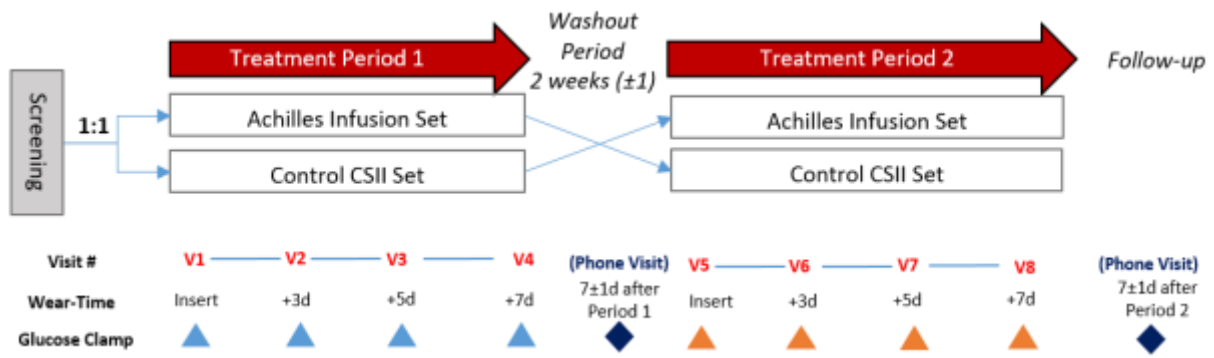 Washout
Period
2 weeks (±1)
Treatment Period 1
Treatment Period 2
Follow-up
Screening
1:1
Achilles Infusion Set
Achilles Infusion Set
Control CSII Set
Control CSII Set
Visit #
V1
V2
V3
V4
(Phone Visit)
V5
V6
V7
V8
(Phone Visit)
Wear-Time
Insert
+3d
+5d
+7d
7±1d after
Period 1
Insert
+3d
+5d
+7d
7±1d after
Period 2
Glucose Clamp